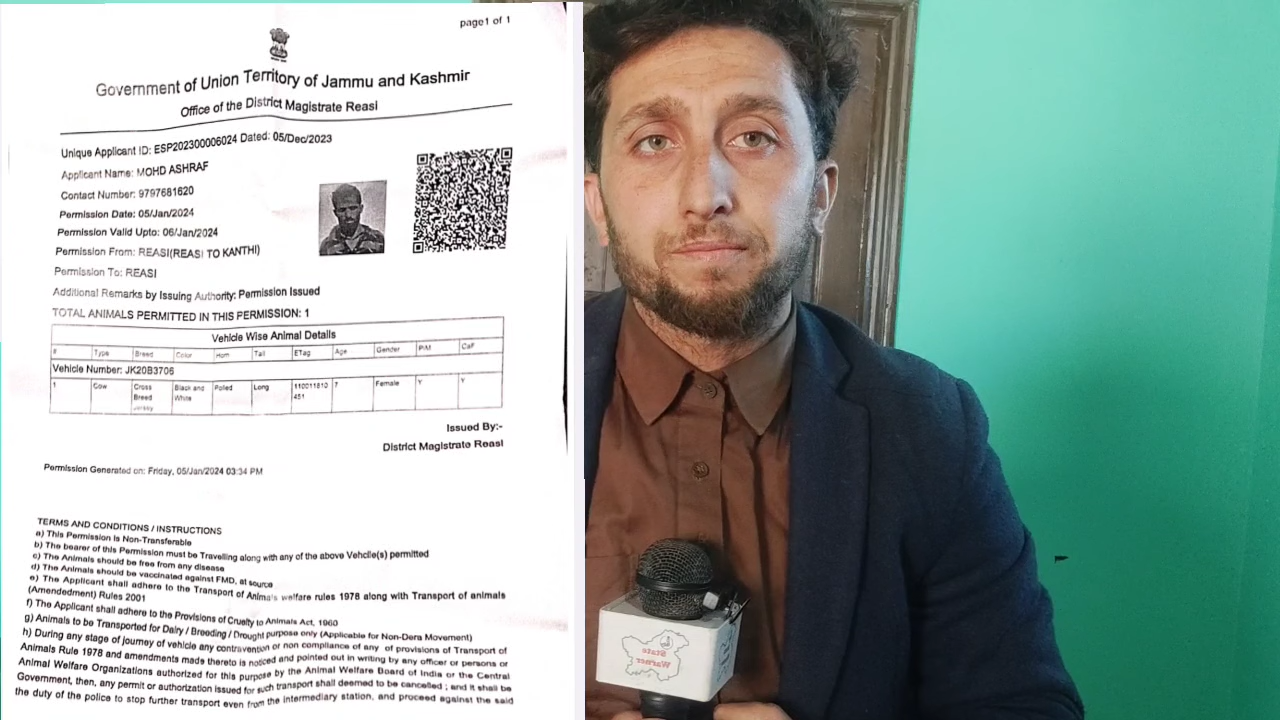 page1 of 1
Government of Union Territory of Jammu and Kashmir
Office of the District Magistrate Reasi
Unique Applicant ID: ESP202300006024 Dated: 05/Dec/2023
Applicant Name: MOHD ASHRAF
Contact Number: 9797681620
Permission Date: 05/Jan/2024
Permission Valid Upto: 06/Jan/2024
Permission From: REASI(REASI TO KANTHI)
Permission To: REASI
Additional Remarks by Issuing Authority: Permission Issued
TOTAL ANIMALS PERMITTED IN THIS PERMISSION: 1
Vehicle Wise Animal Details
# Type Breed Color Horn Tail ETag Age Gender P/M Calf
Vehicle Number: JK20B3706
1 Cow Cross Black and Poled Long 110011810 7 Female Y Y
Breed White 451
Jersey
Issued By:-
District Magistrate Reasi
Permission Generated on: Friday, 05/Jan/2024 03:34 PM
TERMS AND CONDITIONS / INSTRUCTIONS
a) This Permission is Non-Transferable
b) The bearer of this Permission must be Travelling along with any of the above Vehcile(s) permitted
c) The Animals should be free from any disease
d) The Animals should be vaccinated against FMD, at source
e) The Applicant shall adhere to the Transport of Animals welfare rules 1978 along with Transport of animals
(Amendedment) Rules 2001
f) The Applicant shall adhere to the Provisions of Cruelty to Animals Act, 1960
g) Animals to be Transported for Dairy / Breeding / Drought purpose only (Applicable for Non-Dera Movement)
h) During any stage of journey of vehicle any contravention or non compliance of any of provisions of Transport of
Animals Rule 1978 and amendments made thereto is noticed and pointed out in writing by any officer or persons or
Animal Welfare Organizations authorized for this purpose by the Animal Welfare Board of India or the Central
Government, then, any permit or authorization issued for such transport shall deemed to be cancelled ; and it shall be
the duty of the police to stop further transport even from the intermediary station, and proceed against the said
State
Warner